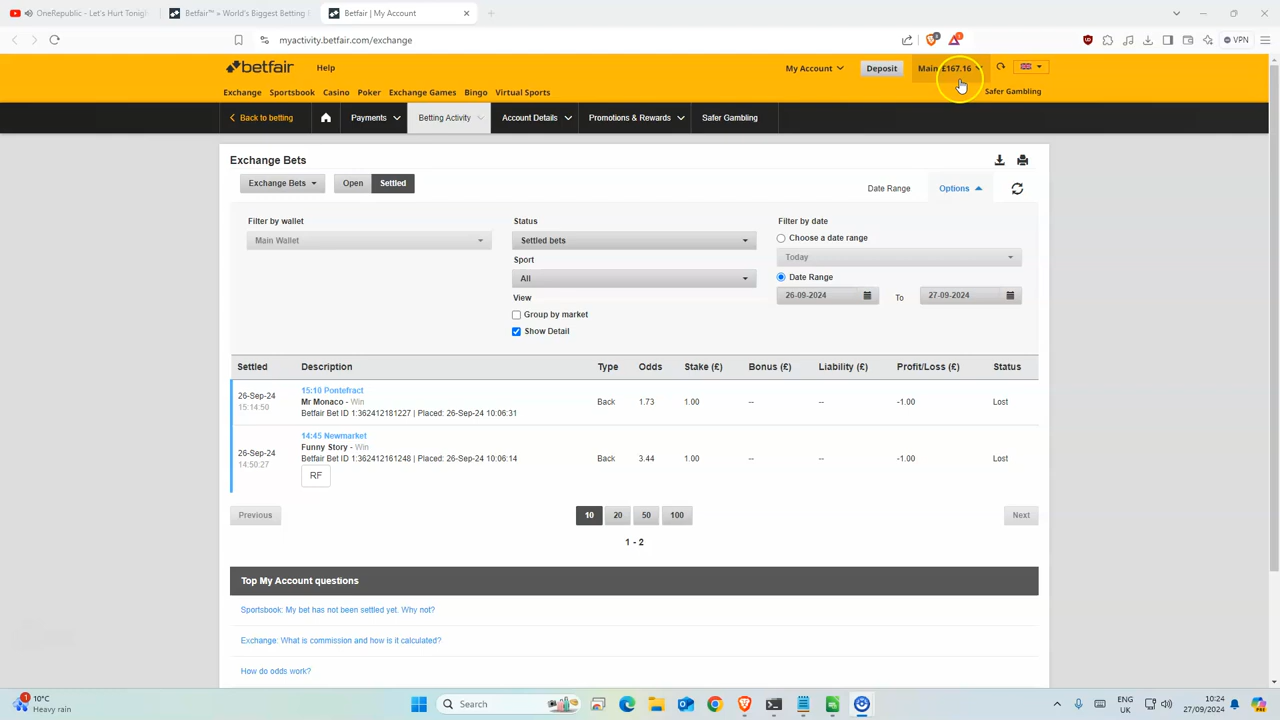 OneRepublic - Let's Hurt Tonight
Betfair™ » World's Biggest Betting
Betfair | My Account
myactivity.betfair.com/exchange
VPN
betfair
Help
My Account
Deposit
Main £167.16
Exchange Sportsbook Casino Poker Exchange Games Bingo Virtual Sports
Safer Gambling
Back to betting
Payments
Betting Activity
Account Details
Promotions & Rewards
Safer Gambling
Exchange Bets
Exchange Bets
Open
Settled
Date Range
Options
Filter by wallet
Main Wallet
Status
Settled bets
Sport
All
View
Group by market
Show Detail
Filter by date
Choose a date range
Today
Date Range
26-09-2024
To
27-09-2024
Settled Description Type Odds Stake (£) Bonus (£) Liability (£) Profit/Loss (£) Status
26-Sep-24
15:14:50
15:10 Pontefract
Mr Monaco - Win
Betfair Bet ID 1:362412181227 | Placed: 26-Sep-24 10:06:31
Back 1.73 1.00 -- -- -1.00 Lost
26-Sep-24
14:50:27
14:45 Newmarket
Funny Story - Win
Betfair Bet ID 1:362412161248 | Placed: 26-Sep-24 10:06:14
RF
Back 3.44 1.00 -- -- -1.00 Lost
Previous
10 20 50 100
Next
1 - 2
Top My Account questions
Sportsbook: My bet has not been settled yet. Why not?
Exchange: What is commission and how is it calculated?
How do odds work?
1
10°C
Heavy rain
Search
ENG
UK
10:24
27/09/2024